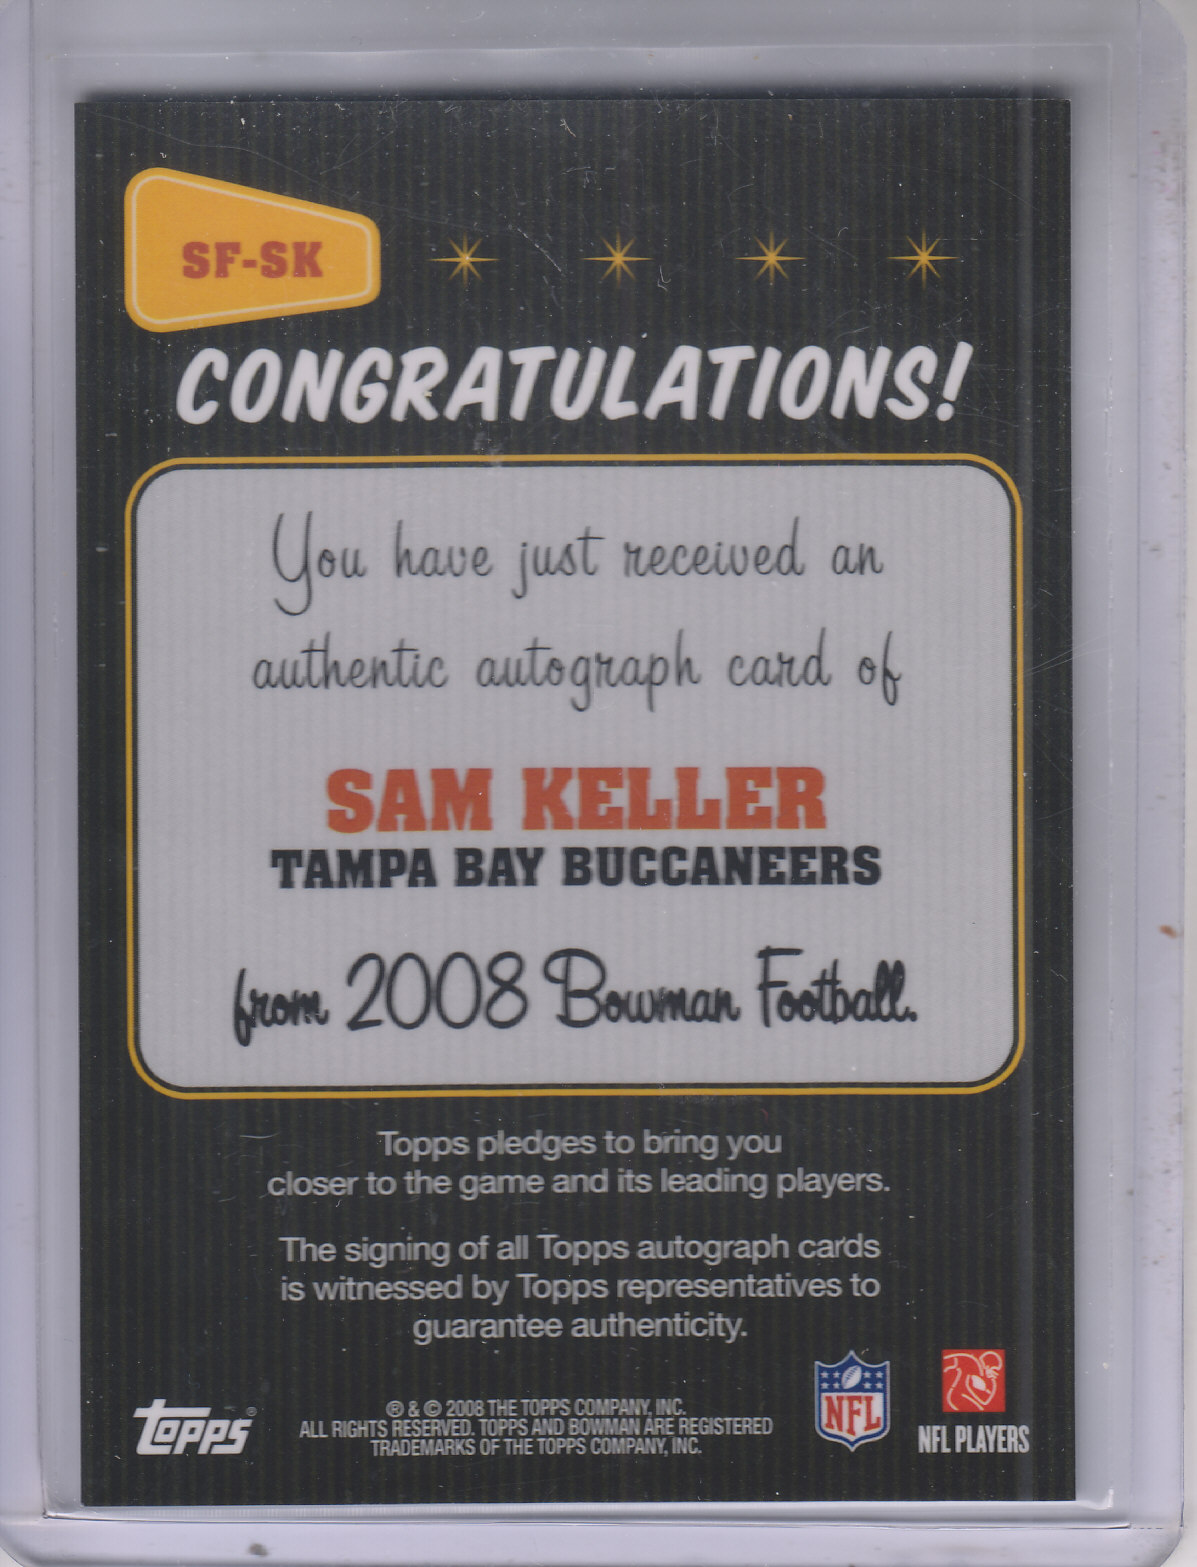 SF-SK
CONGRATULATIONS!
You have just received an
authentic autograph card of
SAM KELLER
TAMPA BAY BUCCANEERS
from 2008 Bowman Football.
Topps pledges to bring you
closer to the game and its leading players.
The signing of all Topps autograph cards
is witnessed by Topps representatives to
guarantee authenticity.
topps®
® & © 2008 THE TOPPS COMPANY, INC.
ALL RIGHTS RESERVED. TOPPS AND BOWMAN ARE REGISTERED
TRADEMARKS OF THE TOPPS COMPANY, INC.
NFL
NFL PLAYERS